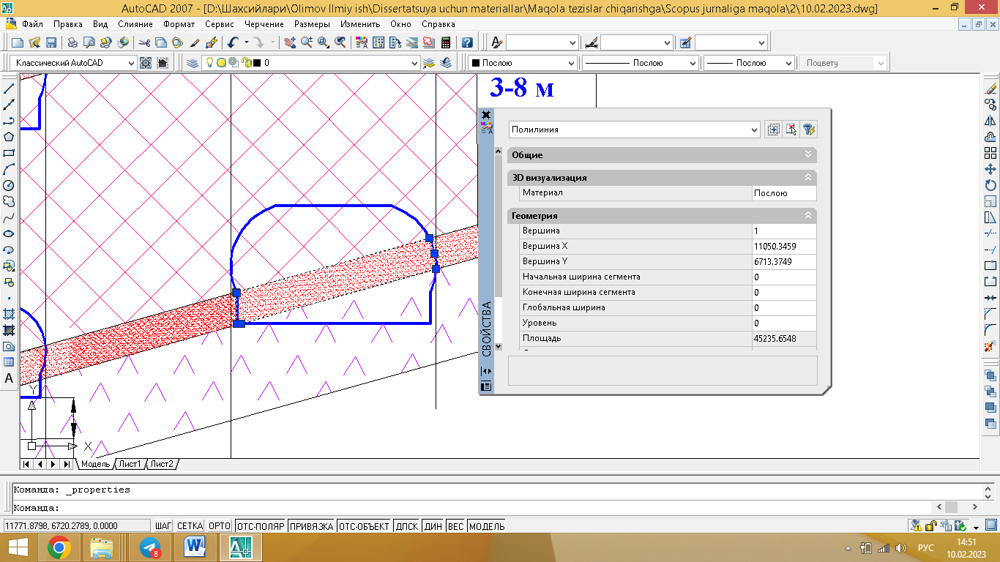 AutoCAD 2007 - [D:\Шахсийлари\Olimov Ilmiy ish\Dissertatsuya uchun materiallar\Maqola tezislar chiqarishga\Scopus jurnaliga maqola\2\10.02.2023.dwg]
Файл Правка Вид Слияние Формат Сервис Черчение Размеры Изменить Окно Справка
Классический AutoCAD 0 Послою Послою Послою Поцвету
3-8 м
Полилиния
Общие
3D визуализация
Материал Послою
Геометрия
Вершина 1
Вершина X 11050.3459
Вершина Y 6713.3749
Начальная ширина сегмента 0
Конечная ширина сегмента 0
Глобальная ширина 0
Уровень 0
Площадь 45235.6548
СВОЙСТВА
A
Y
X
Модель Лист1 Лист2
Команда: _properties
Команда:
11771.8798, 6720.2789, 0.0000 ШАГ СЕТКА ОРТО ОТС-ПОЛЯР ПРИВЯЗКА ОТС-ОБЪЕКТ ДСК ДИН ВЕС МОДЕЛЬ
8
РУС
14:51
10.02.2023